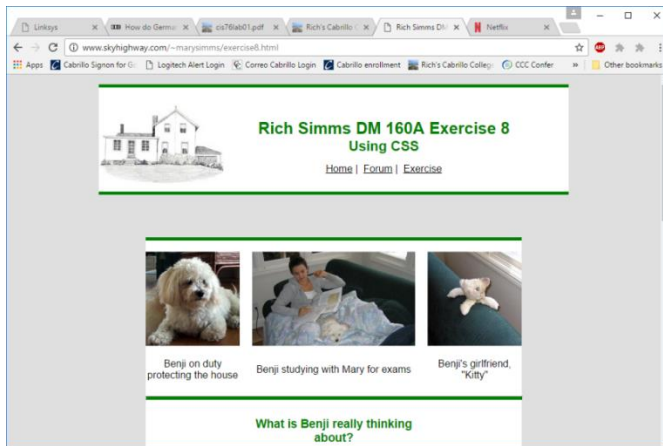 Linksys
How do German
cis76lab01.pdf
Rich's Cabrillo C
Rich Simms DM
Netflix
www.skyhighway.com/~marysimms/exercise8.html
Apps
Cabrillo Signon for G
Logitech Alert Login
Correo Cabrillo Login
Cabrillo enrollment
Rich's Cabrillo Colleg
CCC Confer
Other bookmarks
Rich Simms DM 160A Exercise 8
Using CSS
Home | Forum | Exercise
Benji on duty
protecting the house
Benji studying with Mary for exams
Benji's girlfriend,
"Kitty"
What is Benji really thinking
about?